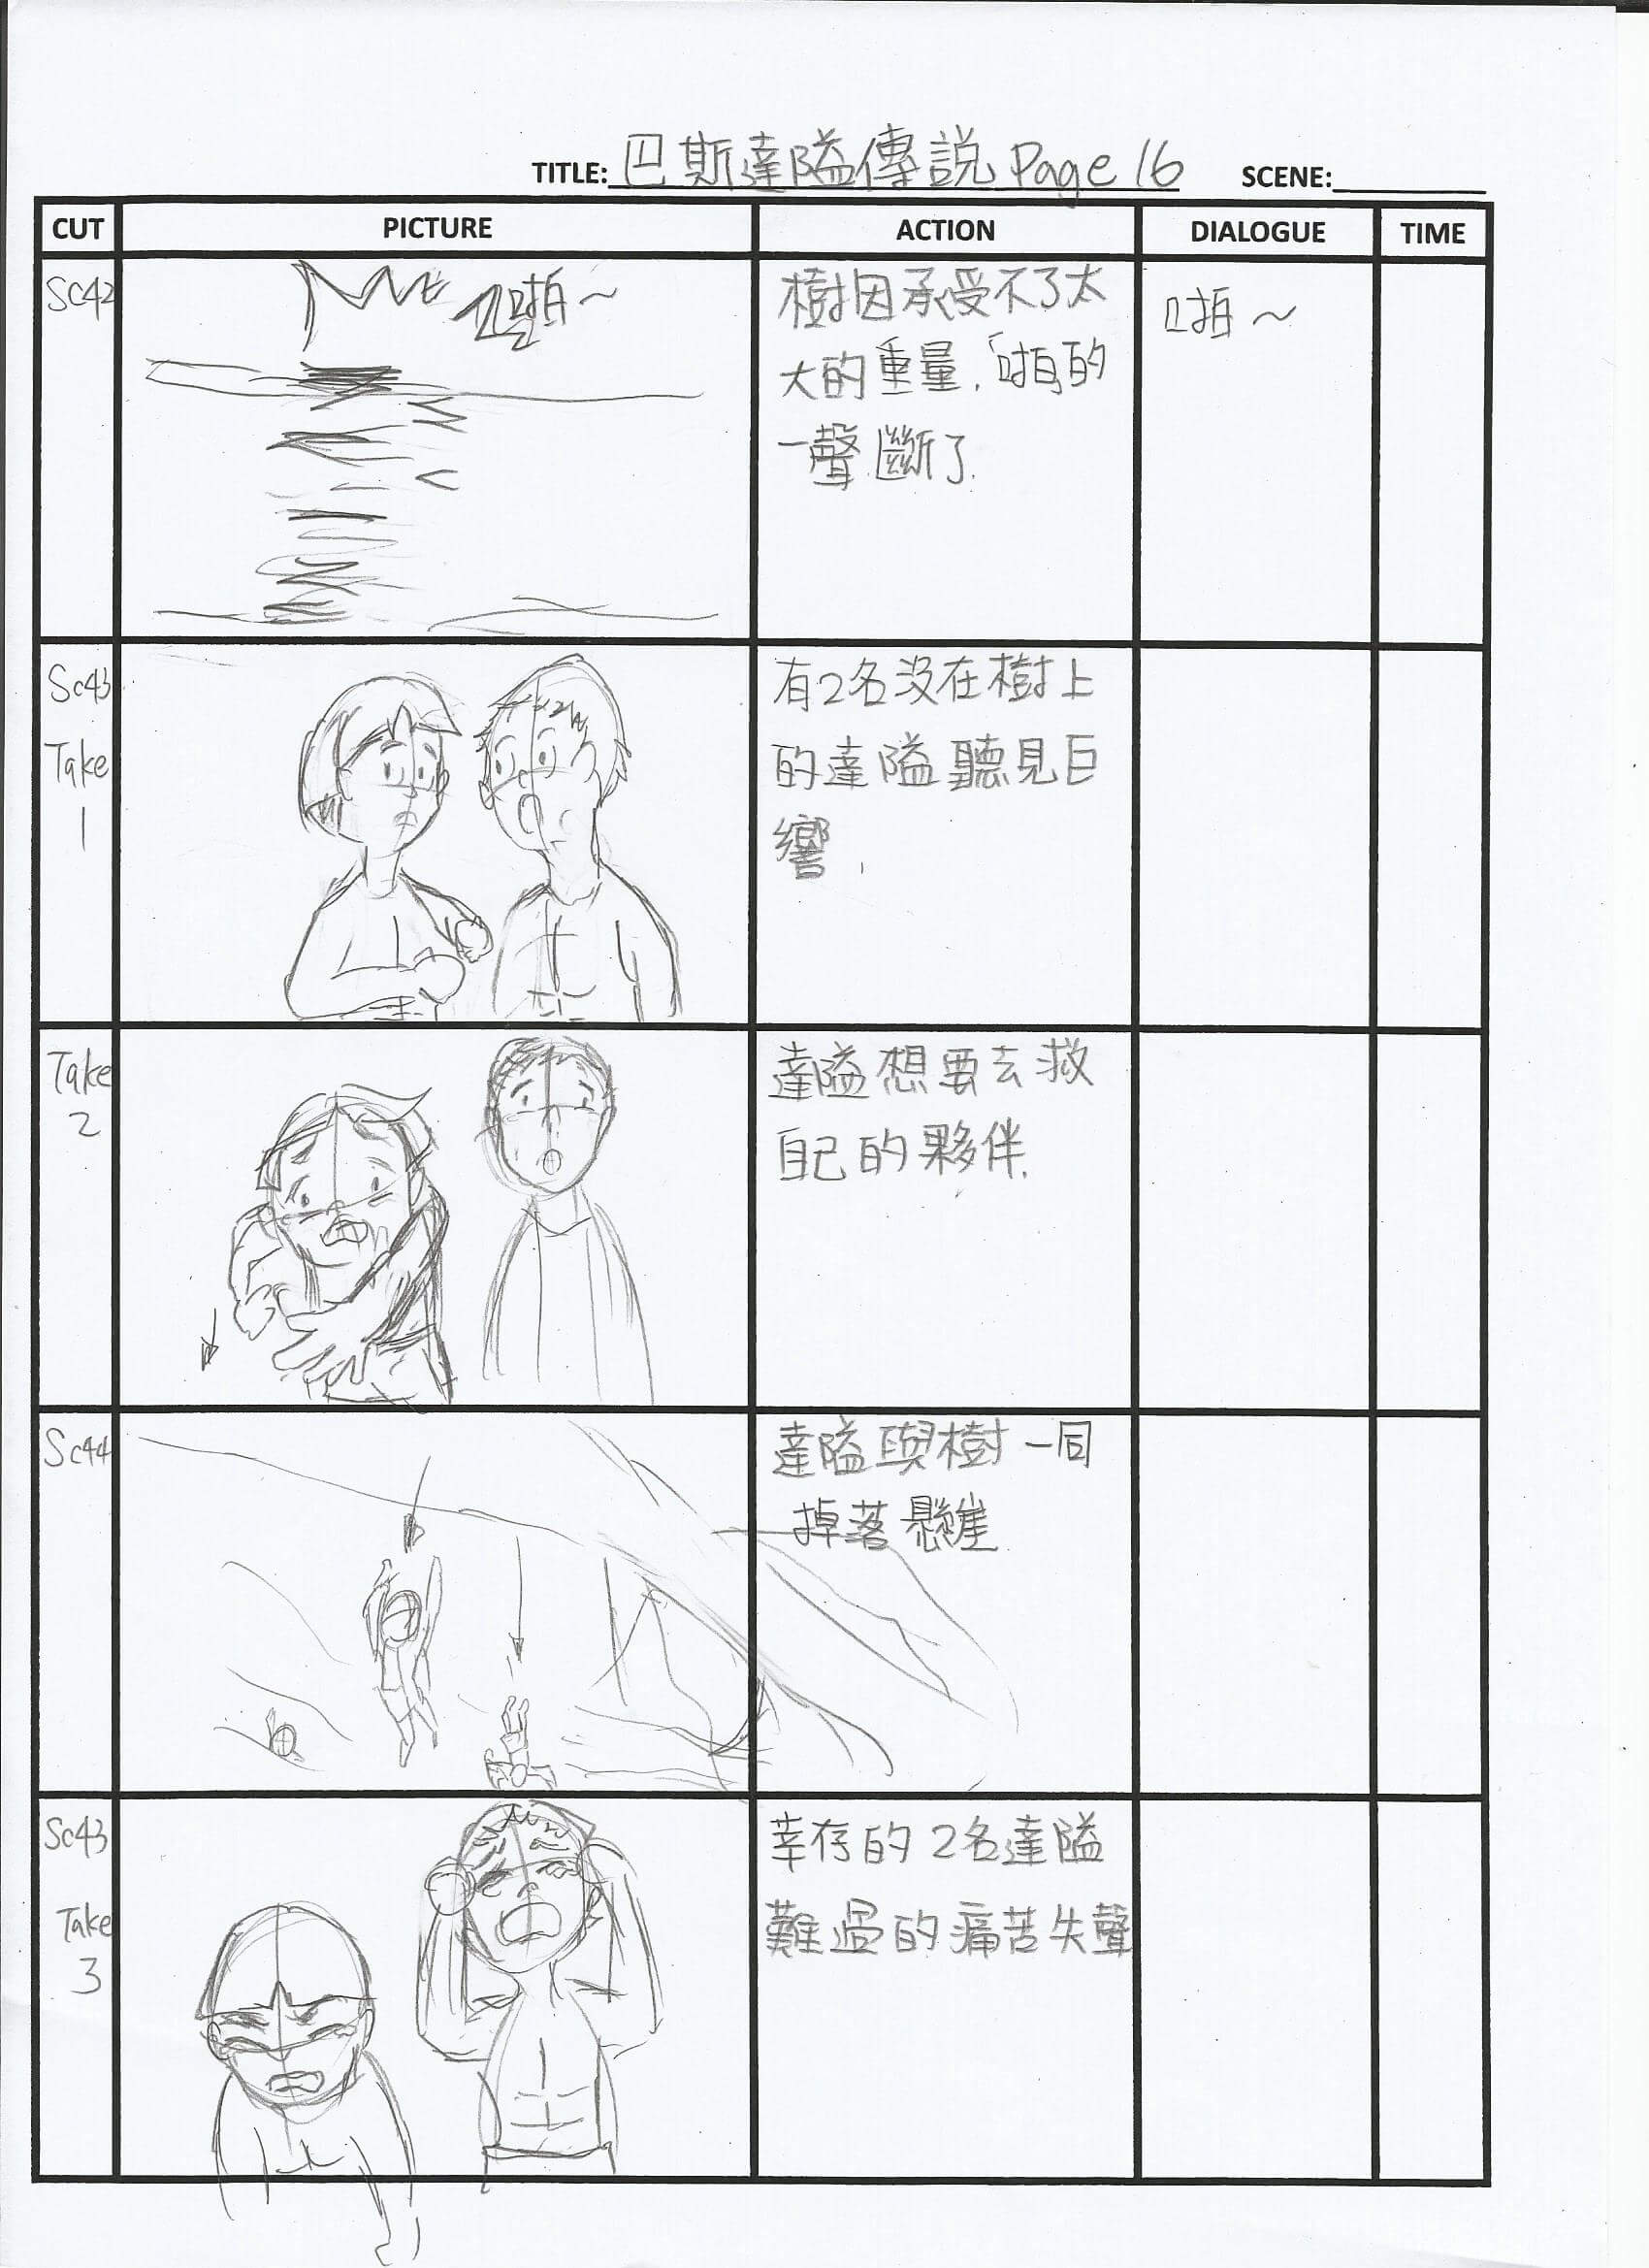 TITLE: 巴斯達隘傳說 Page 16 SCENE:
CUT PICTURE ACTION DIALOGUE TIME
Sc42
啪~
樹因承受不了太
大的重量,「啪」的
一聲斷了.
啪~
Sc43
Take
1
有2名沒在樹上
的達隘聽見巨
響.
Take
2
達隘想要去救
自己的夥伴.
Sc44
達隘與樹一同
掉落懸崖
Sc43
Take
3
幸存的2名達隘
難過的痛苦失聲